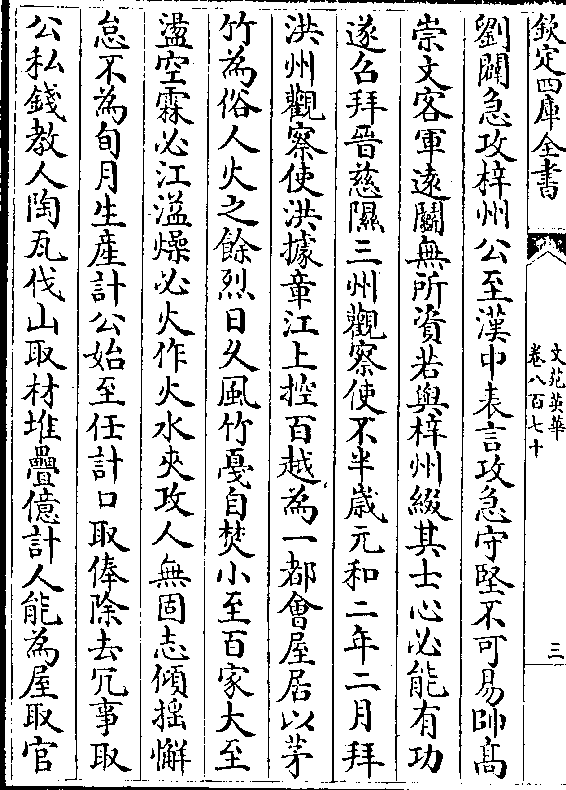 欽定四庫全書
文苑英華
卷八百七十
三
劉闢急攻梓州公至漢中表言攻急守堅不可易帥髙
崇文客軍逺鬬無所資若與梓州綴其士心必能有功
遂召拜晉慈隰三州觀察使不半歲元和二年二月拜
洪州觀察使洪據章江上控百越為一都會屋居以茅
竹為俗人火之餘烈日久風竹戞自焚小至百家大至
盪空霖必江溢燥必火作火水夾攻人無固志傾揺懈
怠不為旬月生產計公始至任計口取俸除去冗事取
公私錢教人陶瓦伐山取材堆疊億計人能為屋取官